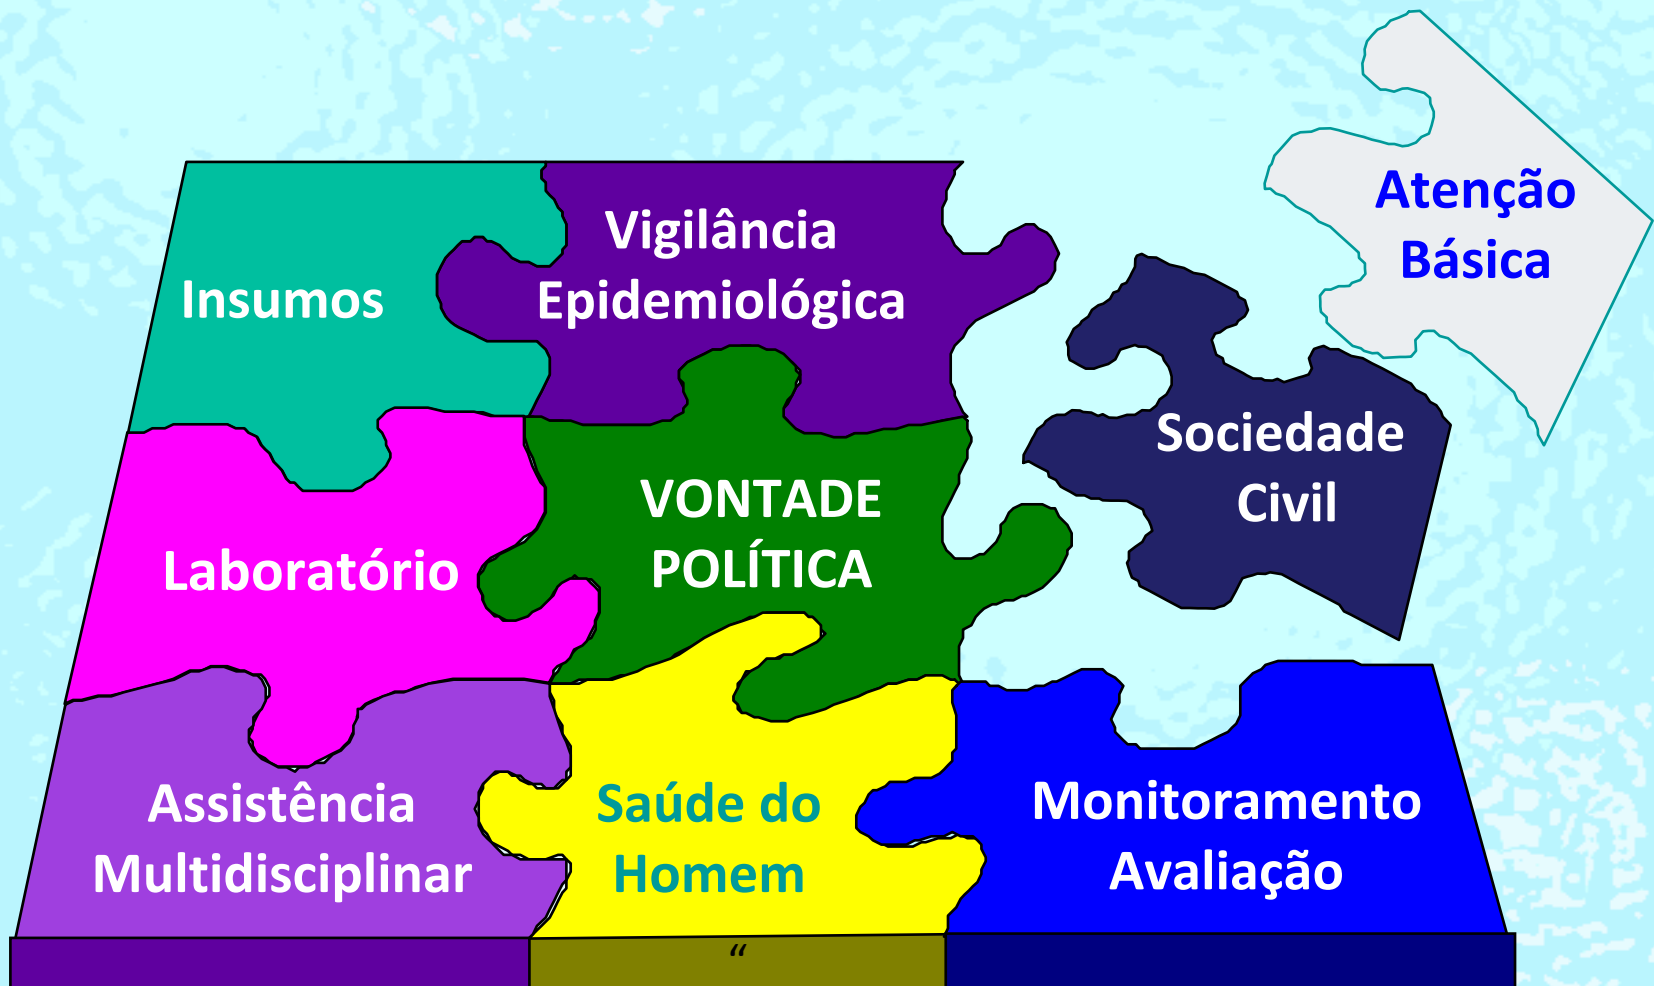 Atenção
Básica
Vigilância
Epidemiológica
Insumos
Sociedade
Civil
VONTADE
POLÍTICA
Laboratório
Assistência
Multidisciplinar
Saúde do
Homem
Monitoramento
Avaliação
“